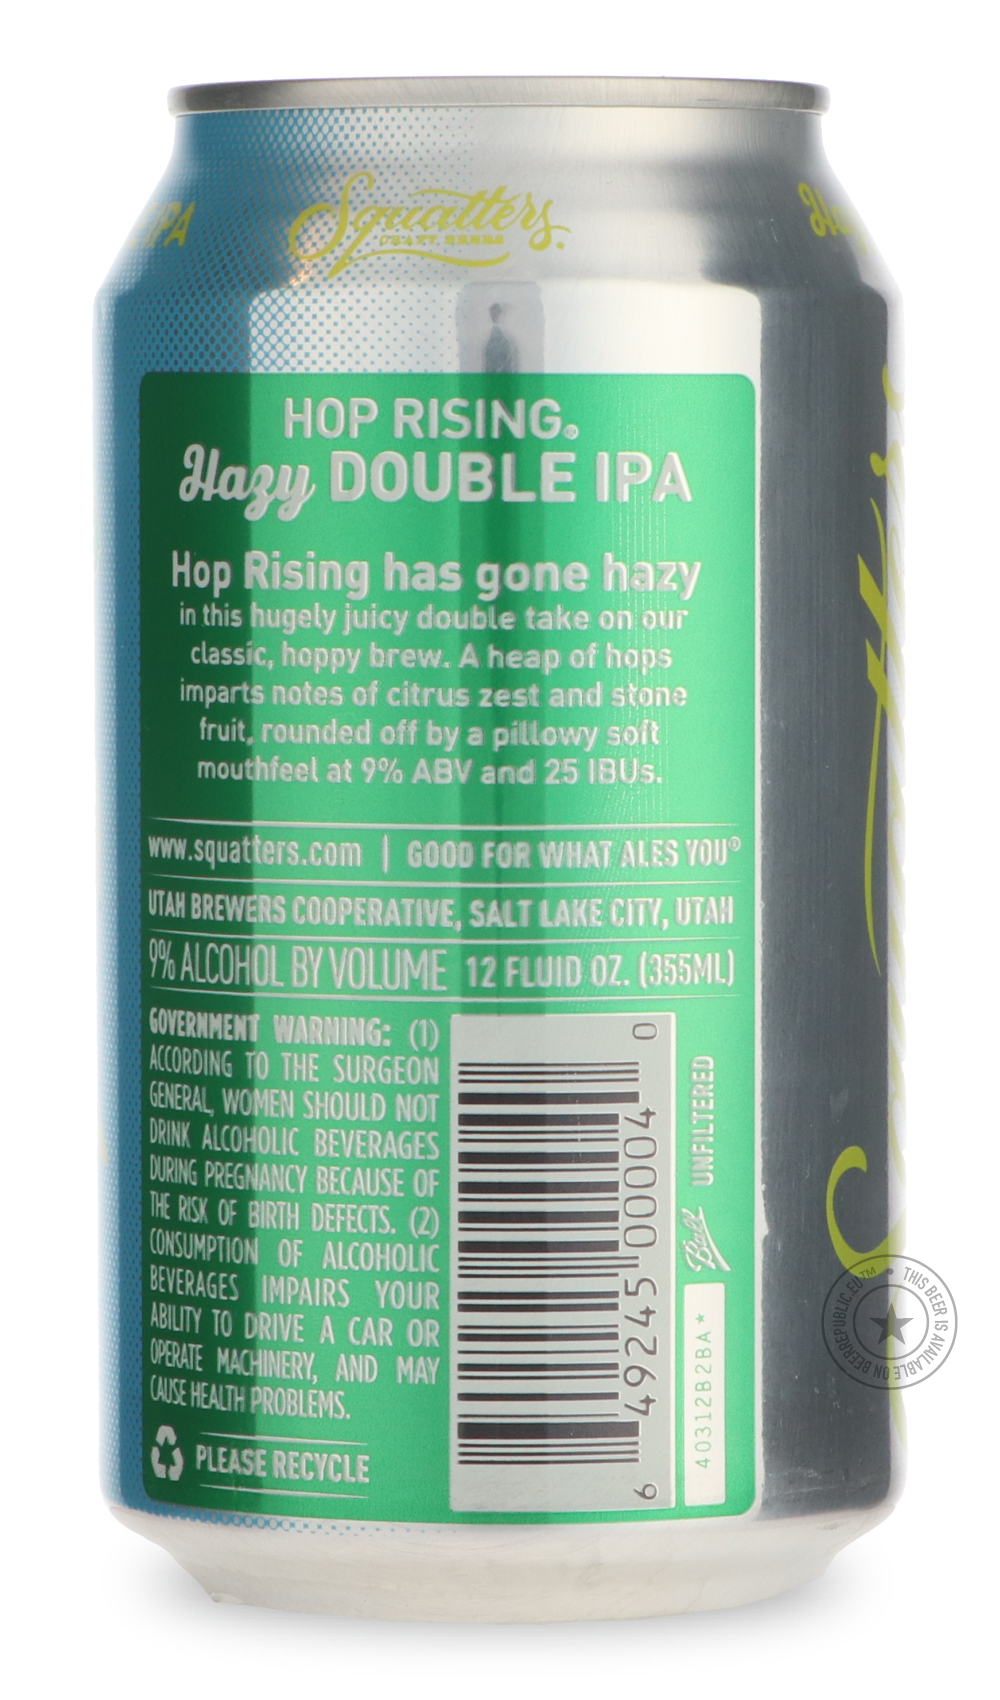 IPA
Squatters
CRAFT BEERS
HOP RISING®
Hazy DOUBLE IPA
Hop Rising has gone hazy
in this hugely juicy double take on our
classic, hoppy brew. A heap of hops
imparts notes of citrus zest and stone
fruit, rounded off by a pillowy soft
mouthfeel at 9% ABV and 25 IBUs.
www.squatters.com | GOOD FOR WHAT ALES YOU®
UTAH BREWERS COOPERATIVE, SALT LAKE CITY, UTAH
9% ALCOHOL BY VOLUME 12 FLUID OZ. (355ML)
GOVERNMENT WARNING: (1)
ACCORDING TO THE SURGEON
GENERAL, WOMEN SHOULD NOT
DRINK ALCOHOLIC BEVERAGES
DURING PREGNANCY BECAUSE OF
THE RISK OF BIRTH DEFECTS. (2)
CONSUMPTION OF ALCOHOLIC
BEVERAGES IMPAIRS YOUR
ABILITY TO DRIVE A CAR OR
OPERATE MACHINERY, AND MAY
CAUSE HEALTH PROBLEMS.
PLEASE RECYCLE
6 49245 00004 0
UNFILTERED
Ball
40312B2BA*
Squatters
THIS BEER IS AVAILABLE ON BEERREPUBLIC.EU™